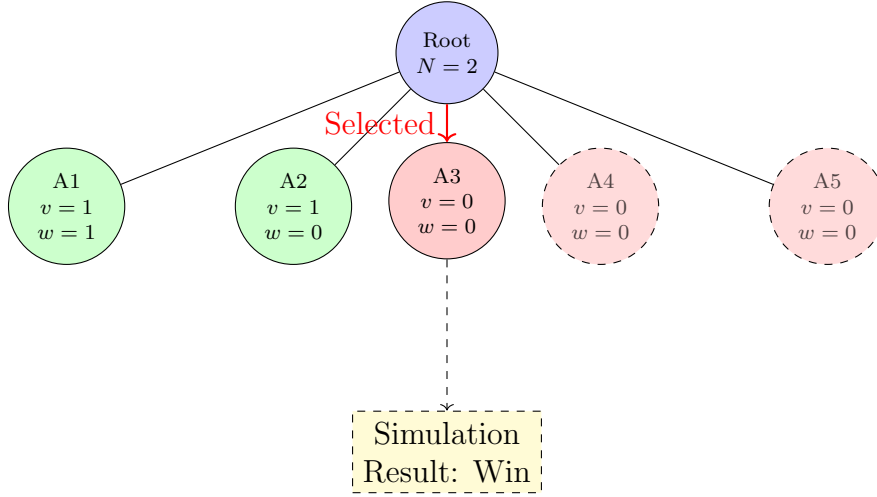 Root
N = 2
Selected
A1
v = 1
w = 1
A2
v = 1
w = 0
A3
v = 0
w = 0
A4
v = 0
w = 0
A5
v = 0
w = 0
Simulation
Result: Win